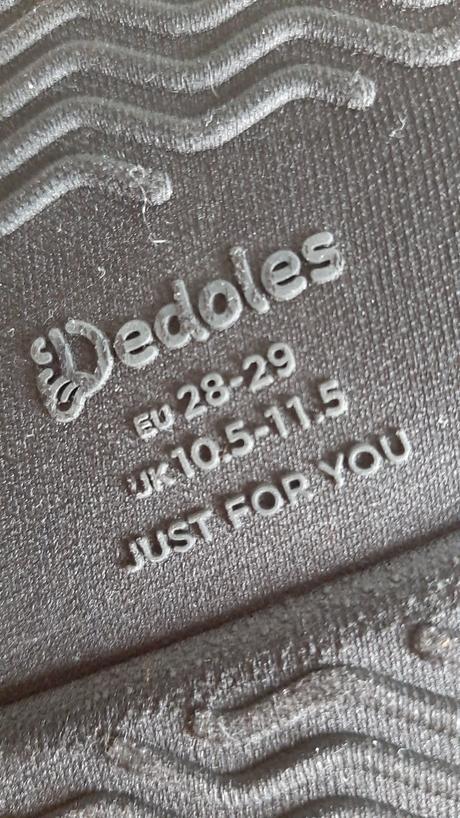 Dedoles
EU 28-29
UK 10.5-11.5
JUST FOR YOU